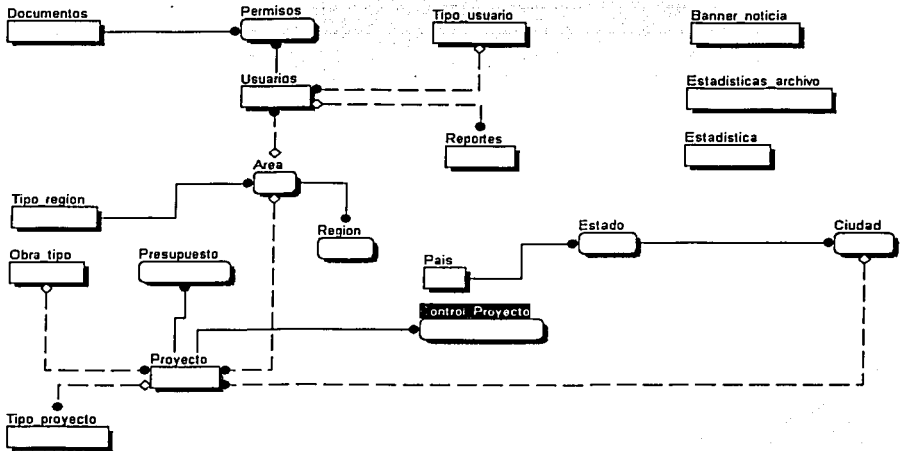 Documentos
Permisos
Tipo_usuario
Banner_noticia
Usuarios
Estadisticas_archivo
Reportes
Estadistica
Area
Tipo_region
Region
Estado
Ciudad
Obra_tipo
Presupuesto
Pais
Control_Proyecto
Proyecto
Tipo_proyecto